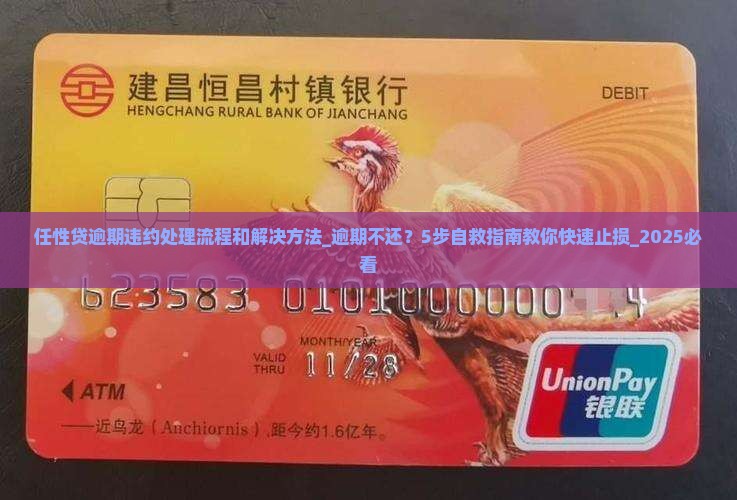 建昌恒昌村镇银行
HENGCHANG RURAL BANK OF JIANCHANG
DEBIT
任性贷逾期违约处理流程和解决方法_逾期不还？5步自救指南教你快速止损_2025必
看
623583 0101000000
MONTH/YEAR
VALID
THRU
11/28
ATM
——近鸟龙（Anchiornis）,距今约1.6亿年。
UnionPay
银联